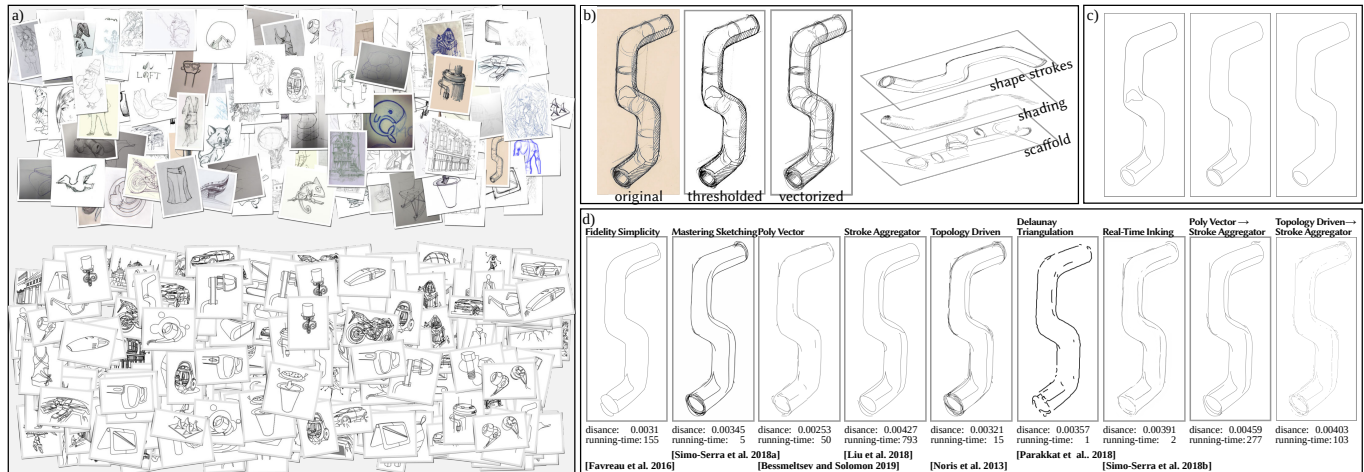 a)
LOFT
b)
original
thresholded
vectorized
shape strokes
shading
scaffold
c)
d)
Fidelity Simplicity
Mastering Sketching
Poly Vector
Stroke Aggregator
Topology Driven
Delaunay
Triangulation
Real-Time Inking
Poly Vector →
Stroke Aggregator
Topology Driven→
Stroke Aggregator
disance: 0.0031
running-time: 155
disance: 0.00345
running-time: 5
disance: 0.00253
running-time: 50
disance: 0.00427
running-time: 793
disance: 0.00321
running-time: 15
disance: 0.00357
running-time: 1
disance: 0.00391
running-time: 2
disance: 0.00459
running-time: 277
disance: 0.00403
running-time: 103
[Favreau et al. 2016]
[Simo-Serra et al. 2018a]
[Bessmeltsev and Solomon 2019]
[Liu et al. 2018]
[Noris et al. 2013]
[Parakkat et al.. 2018]
[Simo-Serra et al. 2018b]